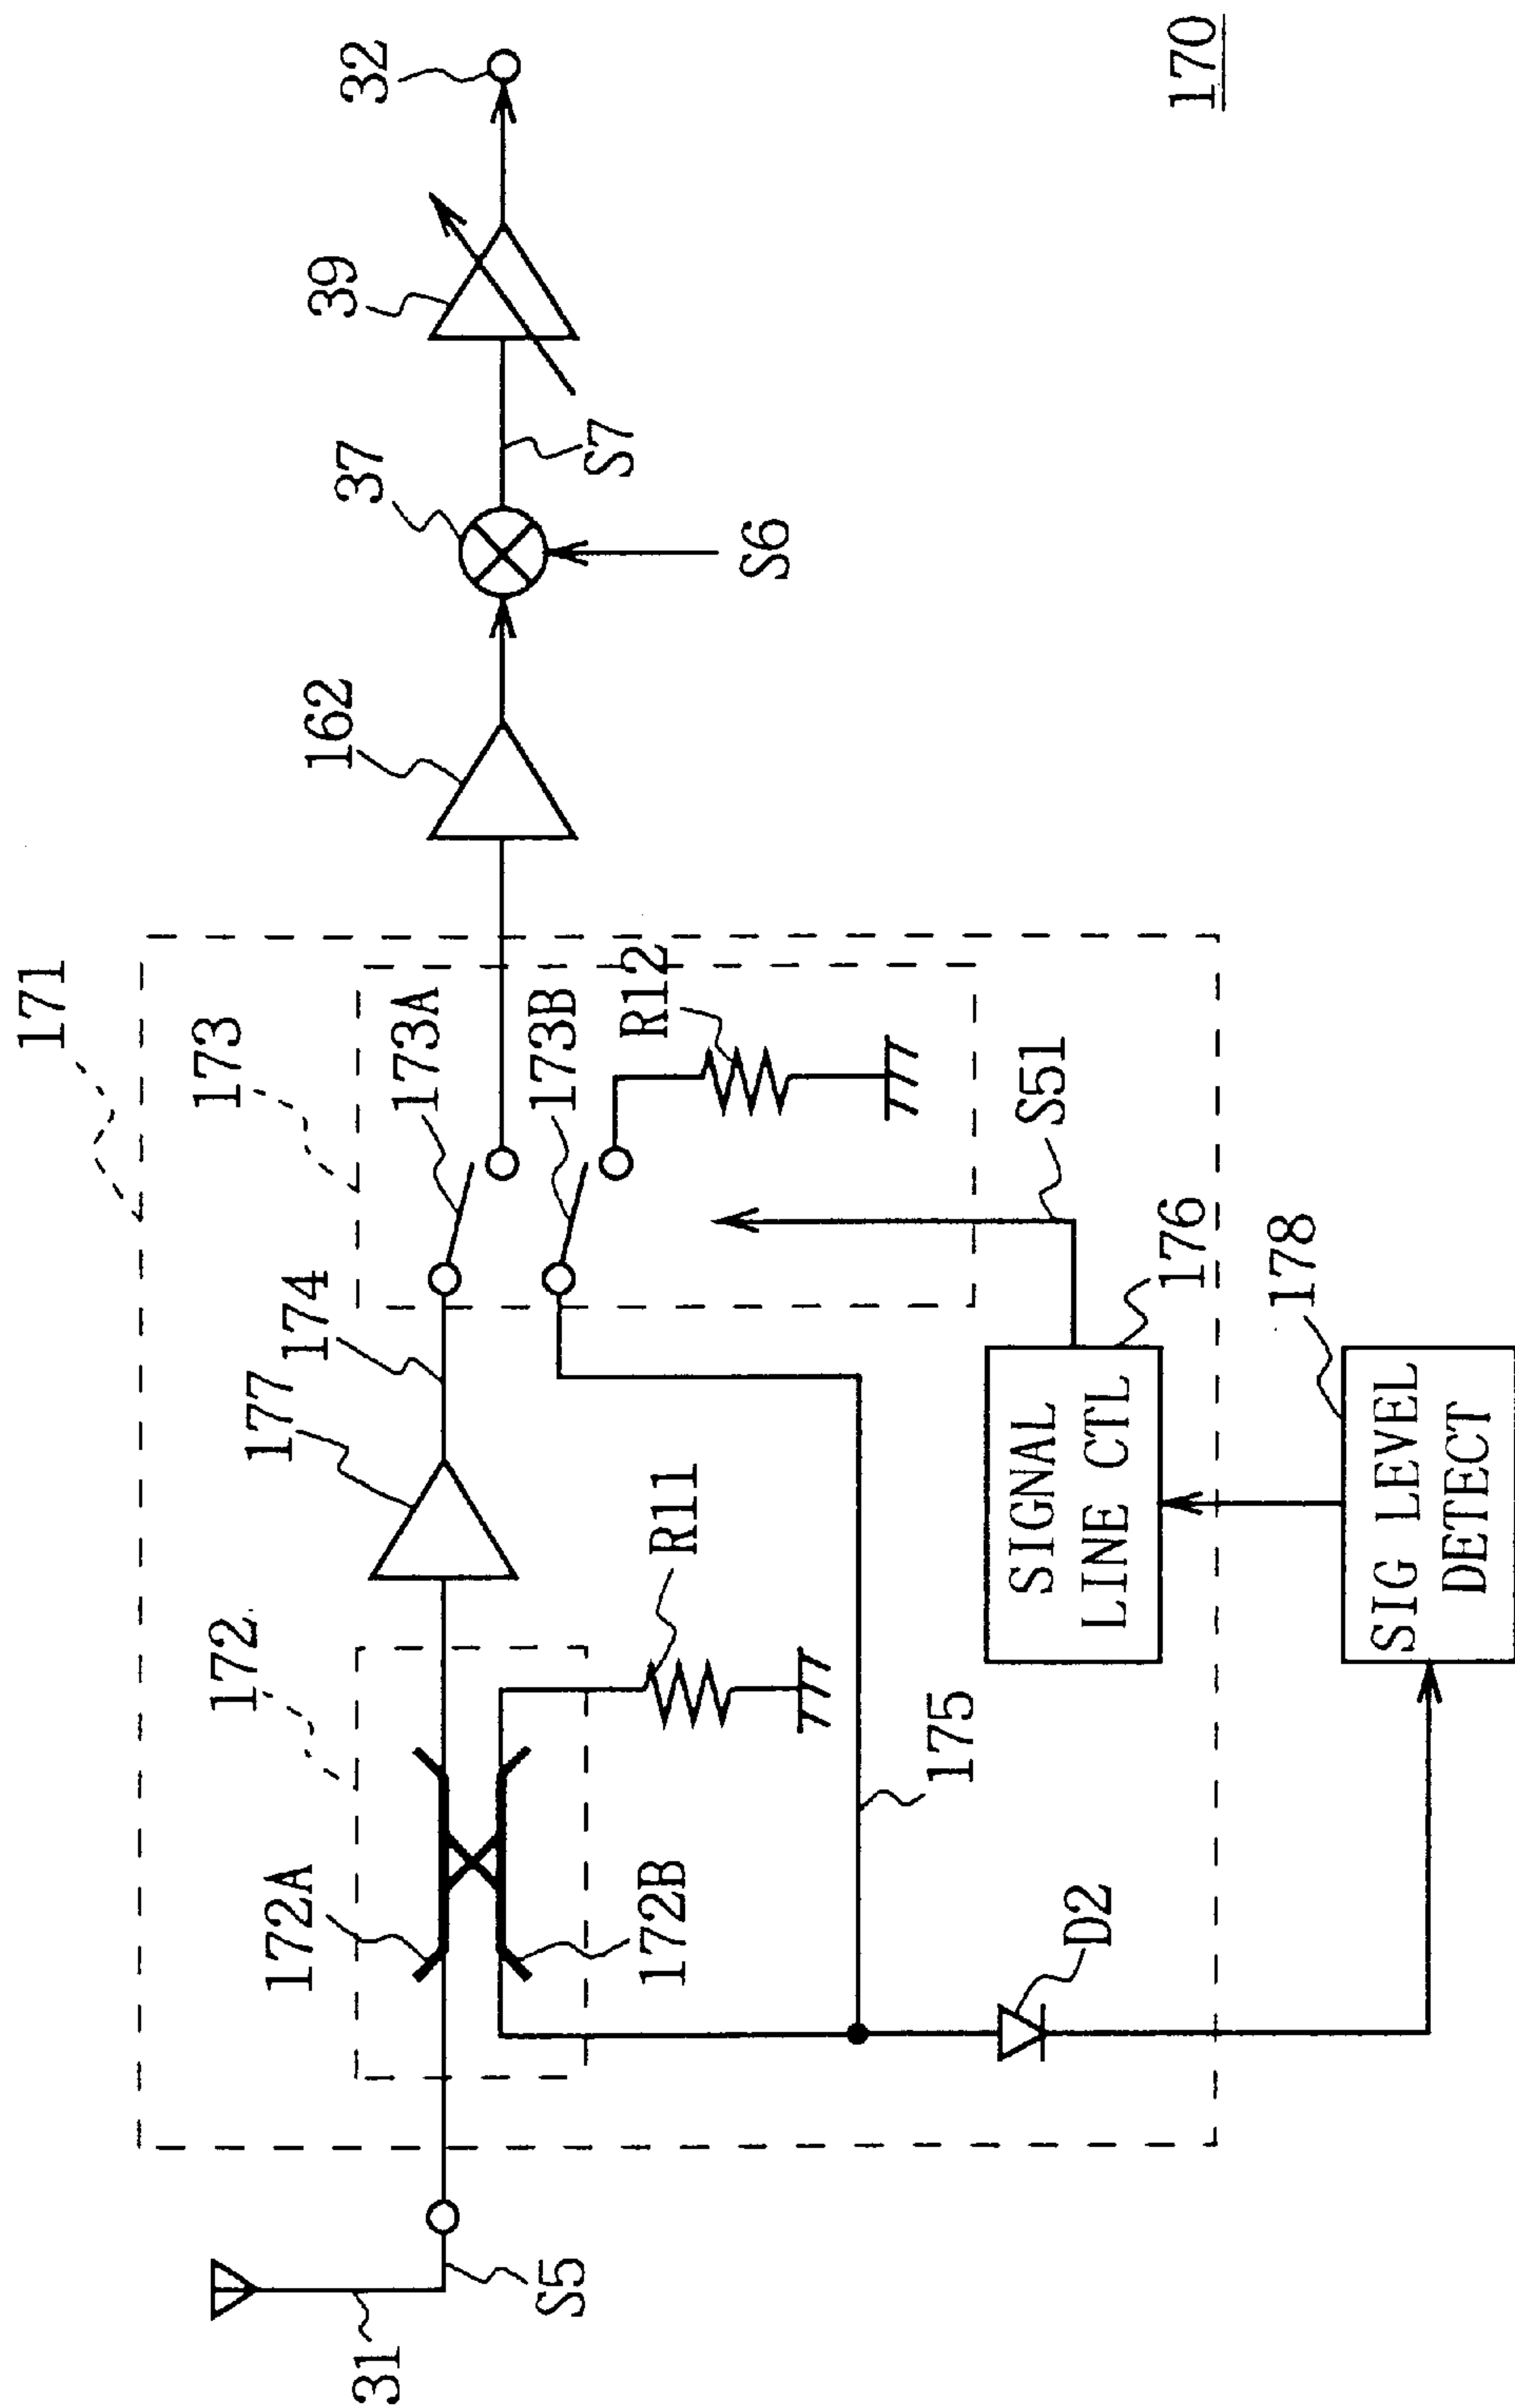 171
173
172
170
31
S5
172A
172B
R11
177
174
173A
173B
R12
162
37
S6
S7
39
32
175
D2
S51
176
SIGNAL
LINE CTL
178
SIG LEVEL
DETECT